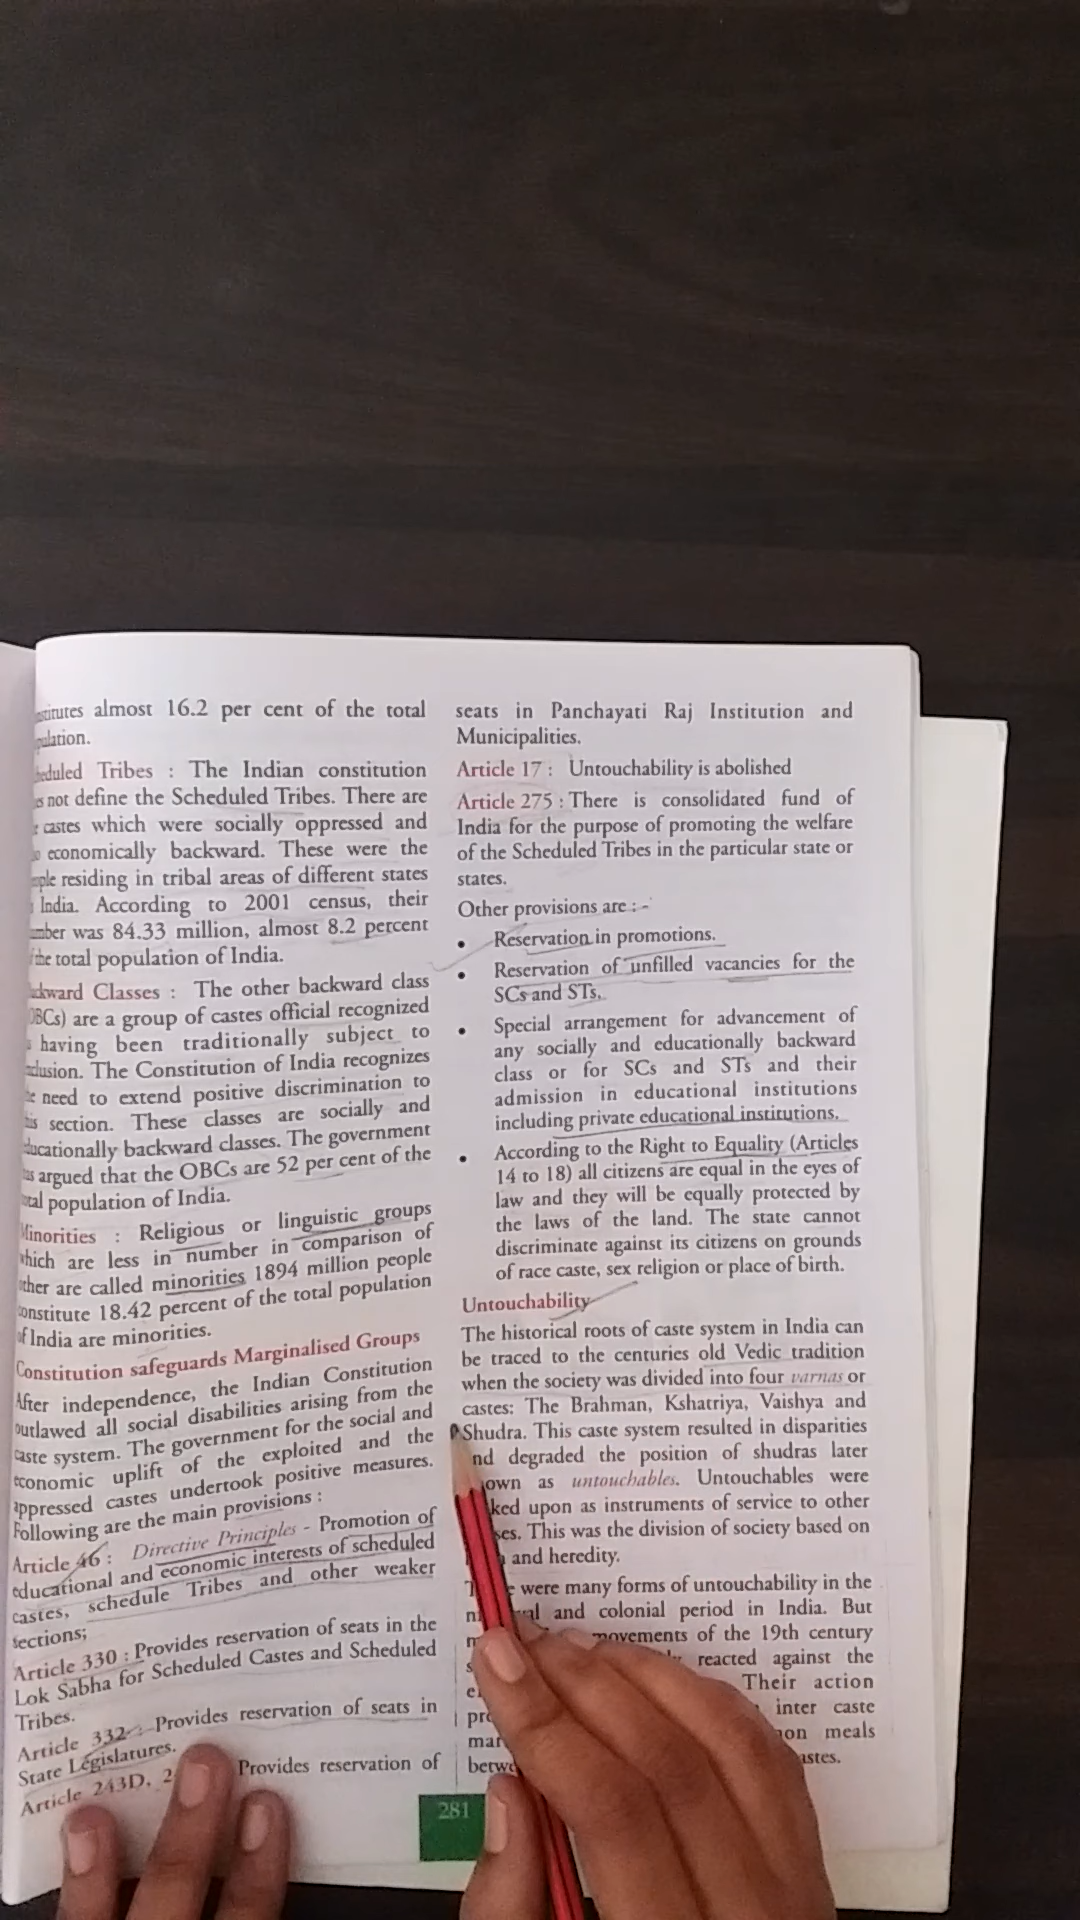 almost 16.2 per cent of the total
Tribes : The Indian constitution
not define the Scheduled Tribes. There are
castes which were socially oppressed and
economically backward. These were the
residing in tribal areas of different states
India. According to 2001 census, their
was 84.33 million, almost 8.2 percent
the total population of India.
Classes : The other backward class
are a group of castes official recognized
having been traditionally subject to
The Constitution of India recognizes
need to extend positive discrimination to
section. These classes are socially and
backward classes. The government
argued that the OBCs are 52 per cent of the
population of India.
Minorities : Religious or linguistic groups
which are less in number in comparison of
other are called minorities 1894 million people
constitute 18.42 percent of the total population
of India are minorities.
Constitution safeguards Marginalised Groups
After independence, the Indian Constitution
outlawed all social disabilities arising from the
caste system. The government for the social and
economic uplift of the exploited and the
appressed castes undertook positive measures.
Following are the main provisions :
Article 46 : Directive Principles - Promotion of
educational and economic interests of scheduled
castes, schedule Tribes and other weaker
sections;
Article 330 : Provides reservation of seats in the
Lok Sabha for Scheduled Castes and Scheduled
Tribes.
Article 332 : Provides reservation of seats in
State Legislatures.
Article 243D, Provides reservation of
seats in Panchayati Raj Institution and
Municipalities.
Article 17 : Untouchability is abolished
Article 275 : There is consolidated fund of
India for the purpose of promoting the welfare
of the Scheduled Tribes in the particular state or
states.
Other provisions are : -
• Reservation in promotions.
• Reservation of unfilled vacancies for the
SCs and STs.
• Special arrangement for advancement of
any socially and educationally backward
class or for SCs and STs and their
admission in educational institutions
including private educational institutions.
• According to the Right to Equality (Articles
14 to 18) all citizens are equal in the eyes of
law and they will be equally protected by
the laws of the land. The state cannot
discriminate against its citizens on grounds
of race caste, sex religion or place of birth.
Untouchability
The historical roots of caste system in India can
be traced to the centuries old Vedic tradition
when the society was divided into four varnas or
castes: The Brahman, Kshatriya, Vaishya and
Shudra. This caste system resulted in disparities
degraded the position of shudras later
as untouchables. Untouchables were
upon as instruments of service to other
This was the division of society based on
and heredity.
were many forms of untouchability in the
and colonial period in India. But
movements of the 19th century
reacted against the
Their action
inter caste
meals
281